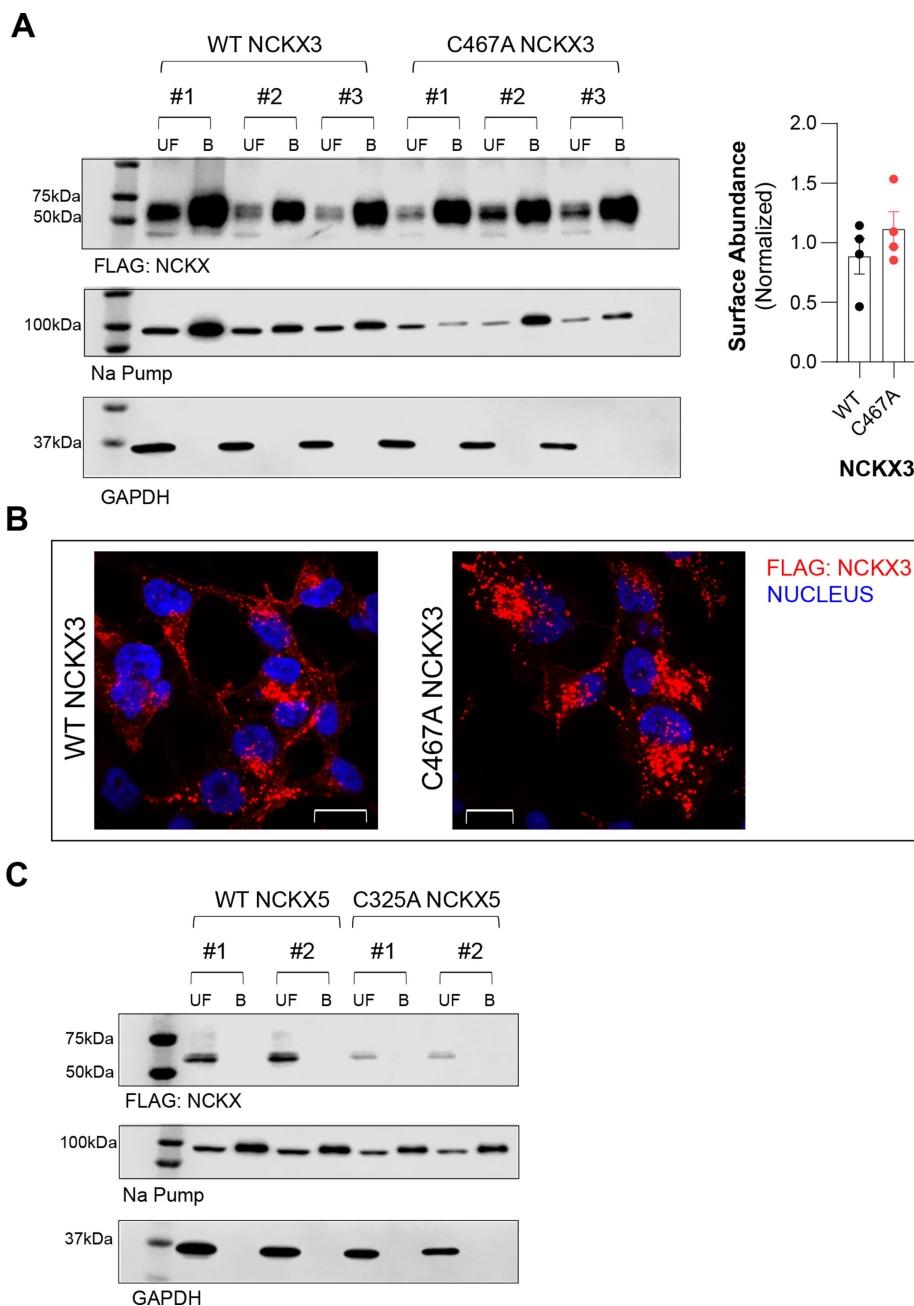 A
WT NCKX3 C467A NCKX3
#1 #2 #3 #1 #2 #3
UF B UF B UF B UF B UF B UF B
75kDa
50kDa
FLAG: NCKX
100kDa
Na Pump
37kDa
GAPDH
Surface Abundance
(Normalized)
2.0
1.5
1.0
0.5
0.0
WT
C467A
NCKX3
B
WT NCKX3
C467A NCKX3
FLAG: NCKX3
NUCLEUS
C
WT NCKX5 C325A NCKX5
#1 #2 #1 #2
UF B UF B UF B UF B
75kDa
50kDa
FLAG: NCKX
100kDa
Na Pump
37kDa
GAPDH